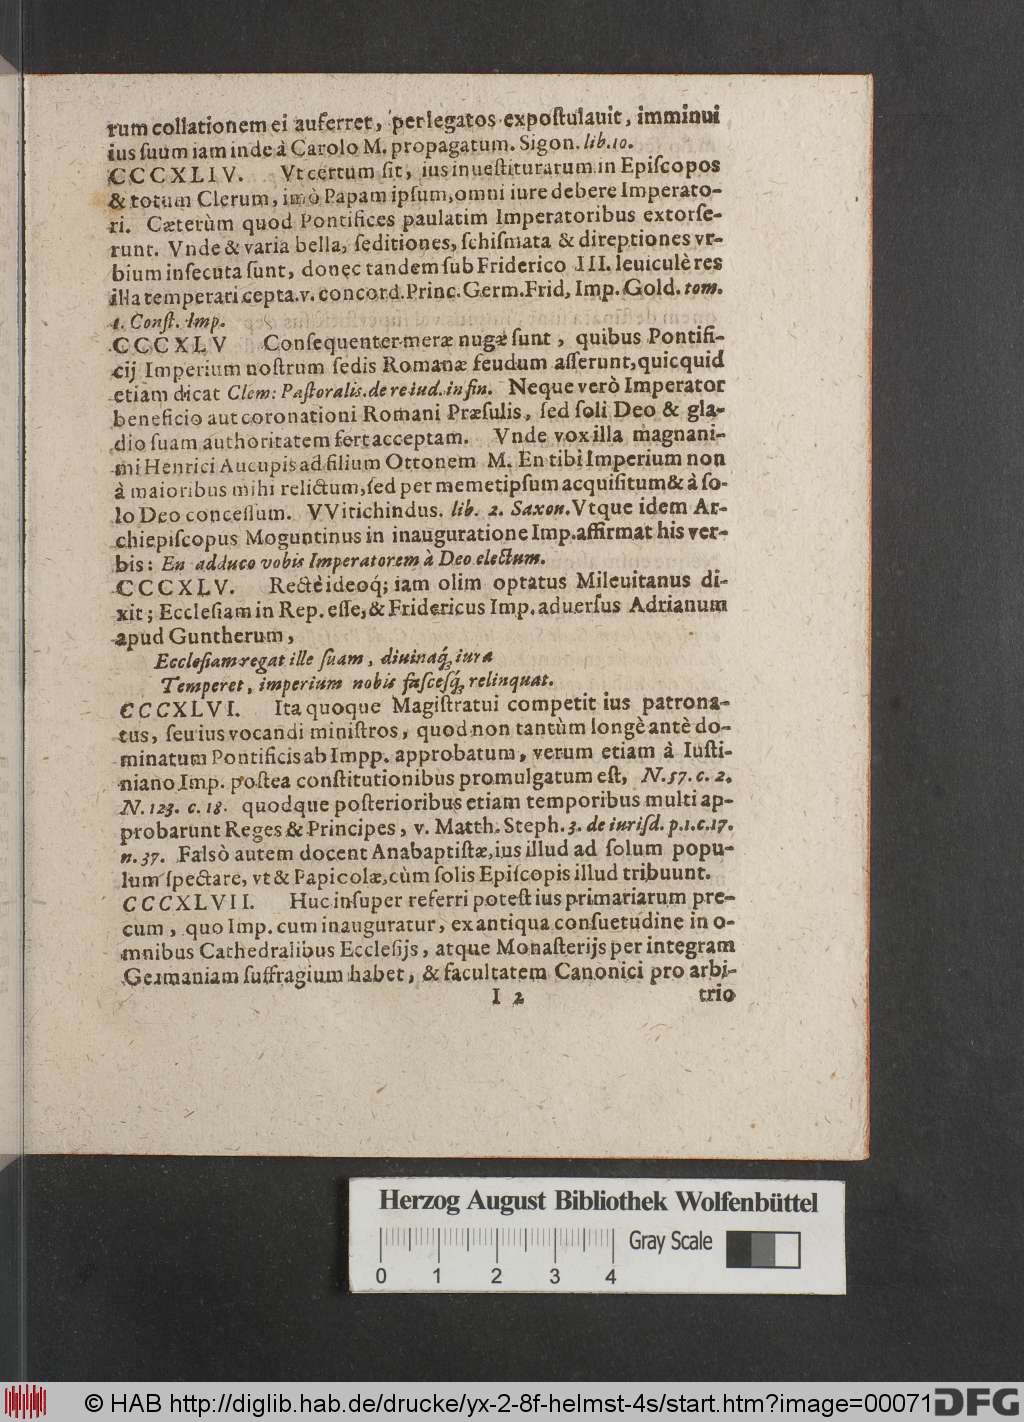 rum collationem ei auferret, per legatos expoſtulauit, imminui
ius ſuum iam inde à Carolo M. propagatum. Sigon. lib. 10.
CCCXLIV. Vt certum ſit, ius inueſtiturarum in Epiſcopos
& totum Clerum, imò Papam ipſum, omni iure debere Imperato-
ri. Cæterùm quod Pontifices paulatim Imperatoribus extorſe-
runt. Vnde & varia bella, ſeditiones, ſchiſmata & direptiones vr-
bium inſecuta ſunt, donec tandem ſub Friderico III. leuiculè res
illa temperari cepta. v. concord. Princ. Germ. Frid, Imp. Gold. tom.
1. Conſt. Imp.
CCCXLV Conſequenter meræ nugæ ſunt, quibus Pontifi-
cij Imperium noſtrum ſedis Romanæ feudum aſſerunt, quicquid
etiam dicat Clem: Paſtoralis. de re iud. in fin. Neque verò Imperator
beneficio aut coronationi Romani Præſulis, ſed ſoli Deo & gla-
dio ſuam authoritatem fert acceptam. Vnde vox illa magnani-
mi Henrici Aucupis ad filium Ottonem M. En tibi Imperium non
à maioribus mihi relictum, ſed per memetipſum acquiſitum & à ſo-
lo Deo conceſſum. VVitichindus. lib. 2. Saxon. Vtque idem Ar-
chiepiſcopus Moguntinus in inauguratione Imp. affirmat his ver-
bis: En adduco vobis Imperatorem à Deo electum.
CCCXLV. Rectè ideoq́; iam olim optatus Mileuitanus di-
xit; Eccleſiam in Rep. eſſe, & Fridericus Imp. aduerſus Adrianum
apud Guntherum,
Eccleſiam regat ille ſuam, diuinaq́; iura
Temperet, imperium nobis faſceſq́; relinquat.
CCCXLVI. Ita quoque Magiſtratui competit ius patrona-
tus, ſeu ius vocandi miniſtros, quod non tantùm longè antè do-
minatum Pontificis ab Impp. approbatum, verum etiam à Iuſti-
niano Imp. poſtea conſtitutionibus promulgatum eſt, N. 57. c. 2.
N. 123. c. 18. quodque poſterioribus etiam temporibus multi ap-
probarunt Reges & Principes, v. Matth. Steph. 3. de iuriſd. p. 1. c. 17.
n. 37. Falsò autem docent Anabaptiſtæ, ius illud ad ſolum popu-
lum ſpectare, vt & Papicolæ, cùm ſolis Epiſcopis illud tribuunt.
CCCXLVII. Huc inſuper referri poteſt ius primariarum pre-
cum, quo Imp. cum inauguratur, ex antiqua conſuetudine in o-
mnibus Cathedralibus Eccleſijs, atque Monaſterijs per integram
Germaniam ſuffragium habet, & facultatem Canonici pro arbi-
I 2 trio
Herzog August Bibliothek Wolfenbüttel
Gray Scale
0 1 2 3 4
© HAB http://diglib.hab.de/drucke/yx-2-8f-helmst-4s/start.htm?image=00071
DFG